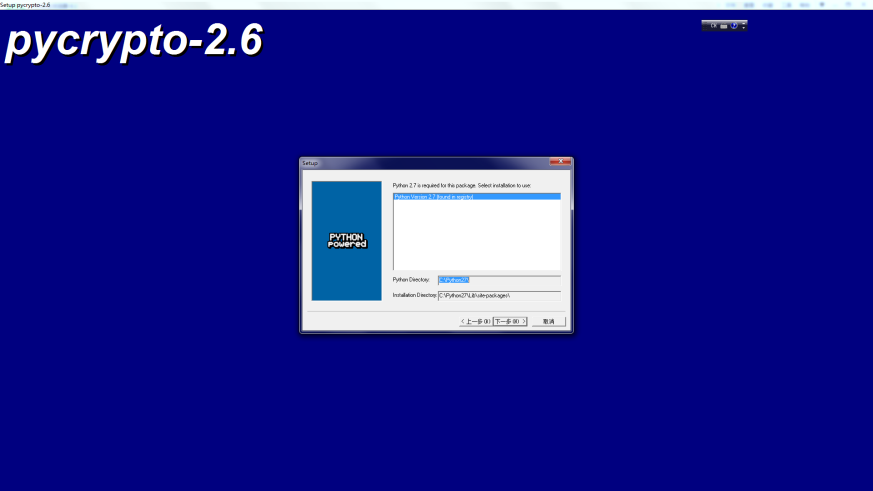 Setup pycrypto-2.6
pycrypto-2.6
CH
Setup
Python 2.7 is required for this package. Select installation to use:
Python Version 2.7 (found in registry)
PYTHON
powered
Python Directory:
C:\Python27\
Installation Directory:
C:\Python27\Lib\site-packages\
< 上一步(B)
下一步(N) >
取消